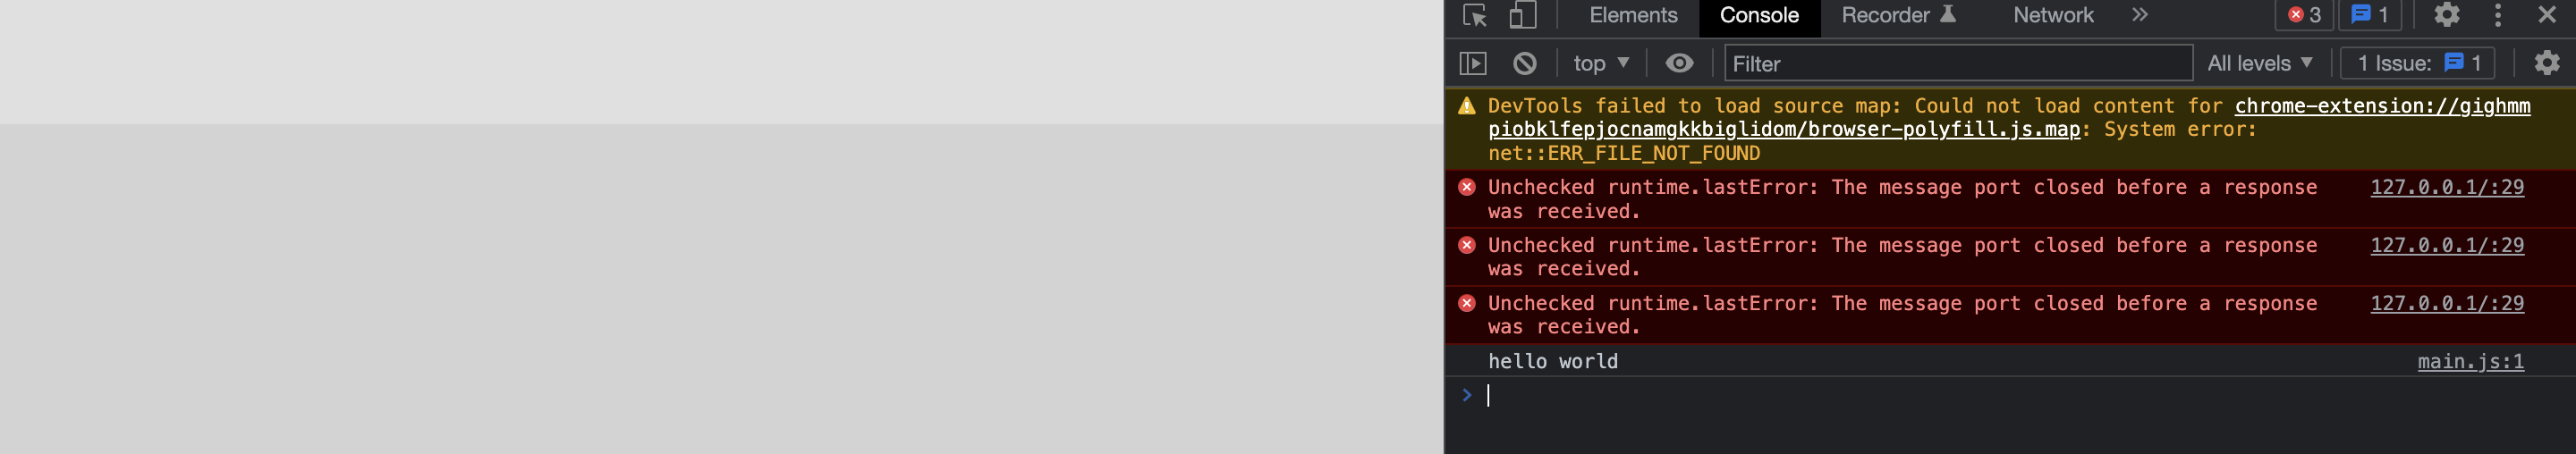 Elements Console Recorder Network 3 1
top Filter All levels 1 Issue: 1
DevTools failed to load source map: Could not load content for chrome-extension://gighmm
piobklfepjocnamgkkbiglidom/browser-polyfill.js.map: System error:
net::ERR_FILE_NOT_FOUND
Unchecked runtime.lastError: The message port closed before a response 127.0.0.1/:29
was received.
Unchecked runtime.lastError: The message port closed before a response 127.0.0.1/:29
was received.
Unchecked runtime.lastError: The message port closed before a response 127.0.0.1/:29
was received.
hello world main.js:1